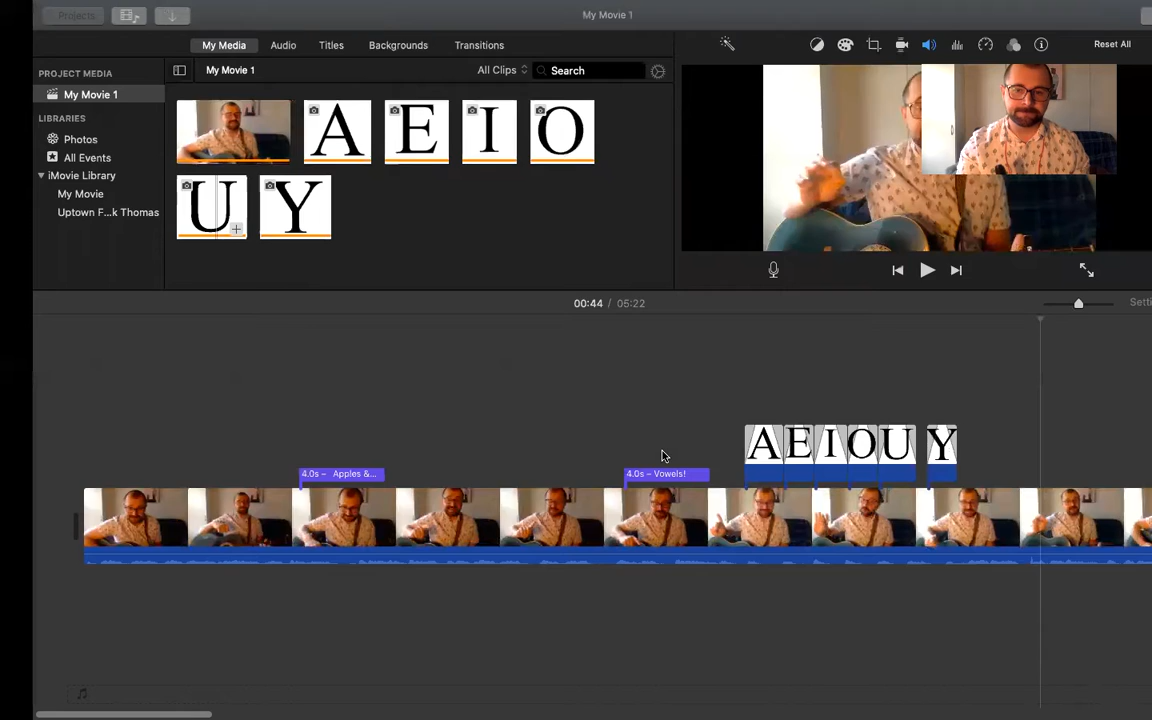 Projects
My Movie 1
My Media
Audio
Titles
Backgrounds
Transitions
Reset All
PROJECT MEDIA
My Movie 1
LIBRARIES
Photos
All Events
iMovie Library
My Movie
Uptown F...k Thomas
My Movie 1
All Clips
Search
A
E
I
O
U
Y
00:44 / 05:22
A E I O U Y
4.0s – Apples &...
4.0s – Vowels!